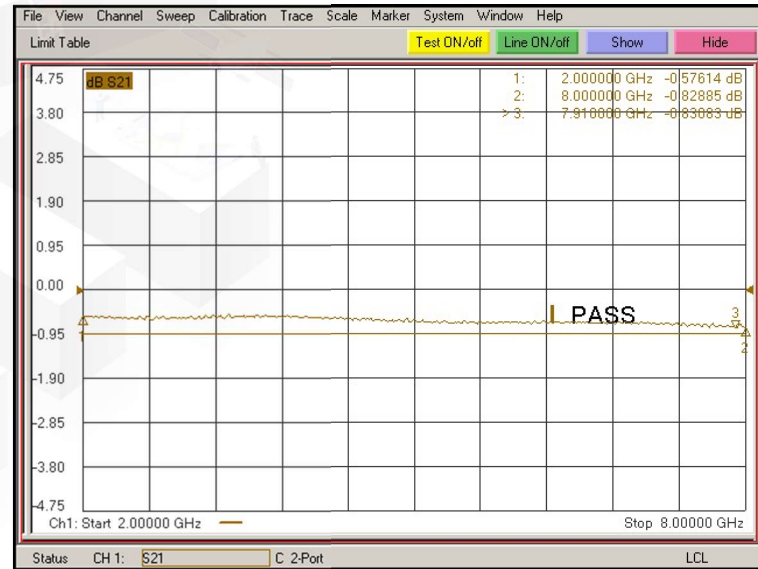 File View Channel Sweep Calibration Trace Scale Marker System Window Help
Limit Table Test ON/off Line ON/off Show Hide
4.75 dB S21 1: 2.000000 GHz -0.57614 dB
2: 8.000000 GHz -0.82885 dB
3.80 > 3: 7.910000 GHz -0.83083 dB
2.85
1.90
0.95
0.00
PASS 3
-0.95 1
2
-1.90
-2.85
-3.80
-4.75
Ch1: Start 2.00000 GHz Stop 8.00000 GHz
Status CH 1: S21 C 2-Port LCL